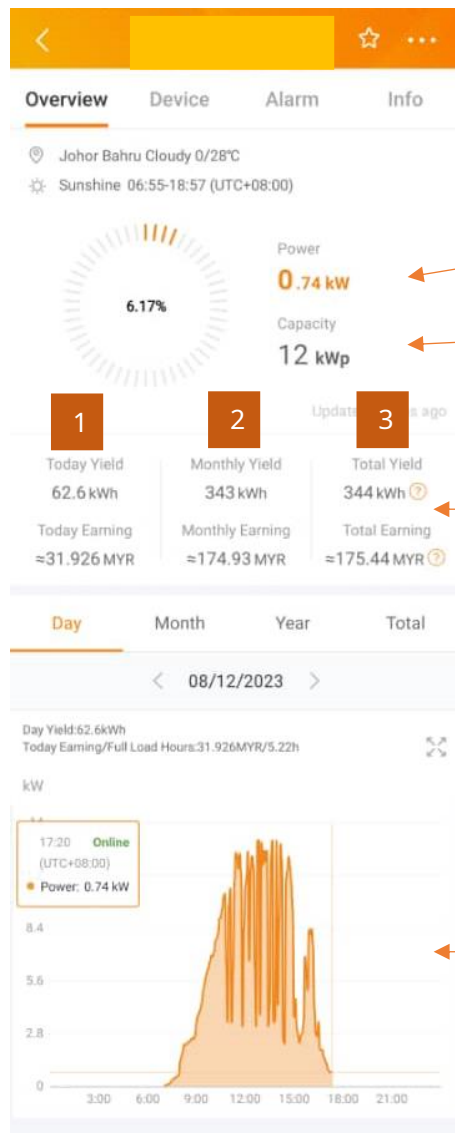 Overview Device Alarm Info
Johor Bahru Cloudy 0/28°C
Sunshine 06:55-18:57 (UTC+08:00)
Power
0.74 kW
6.17%
Capacity
12 kWp
1 2 3
ago
Today Yield Monthly Yield Total Yield
62.6 kWh 343 kWh 344 kWh ?
Today Earning Monthly Earning Total Earning
≈31.926 MYR ≈174.93 MYR ≈175.44 MYR ?
Day Month Year Total
< 08/12/2023 >
Day Yield:62.6kWh
Today Earning/Full Load Hours:31.926MYR/5.22h
kW
17:20 Online
(UTC+08:00)
Power: 0.74 kW
8.4
5.6
2.8
0
3:00 6:00 9:00 12:00 15:00 18:00 21:00